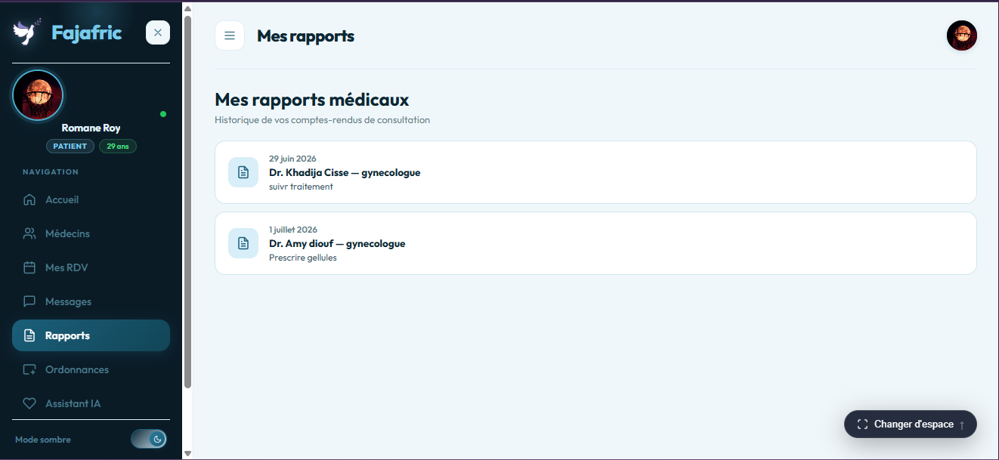 Fajafric
Romane Roy
PATIENT
29 ans
NAVIGATION
Accueil
Médecins
Mes RDV
Messages
Rapports
Ordonnances
Assistant IA
Mode sombre
Mes rapports
Mes rapports médicaux
Historique de vos comptes-rendus de consultation
29 juin 2026
Dr. Khadija Cisse — gynecologue
suivr traitement
1 juillet 2026
Dr. Amy diouf — gynecologue
Prescrire gellules
Changer d'espace ↑